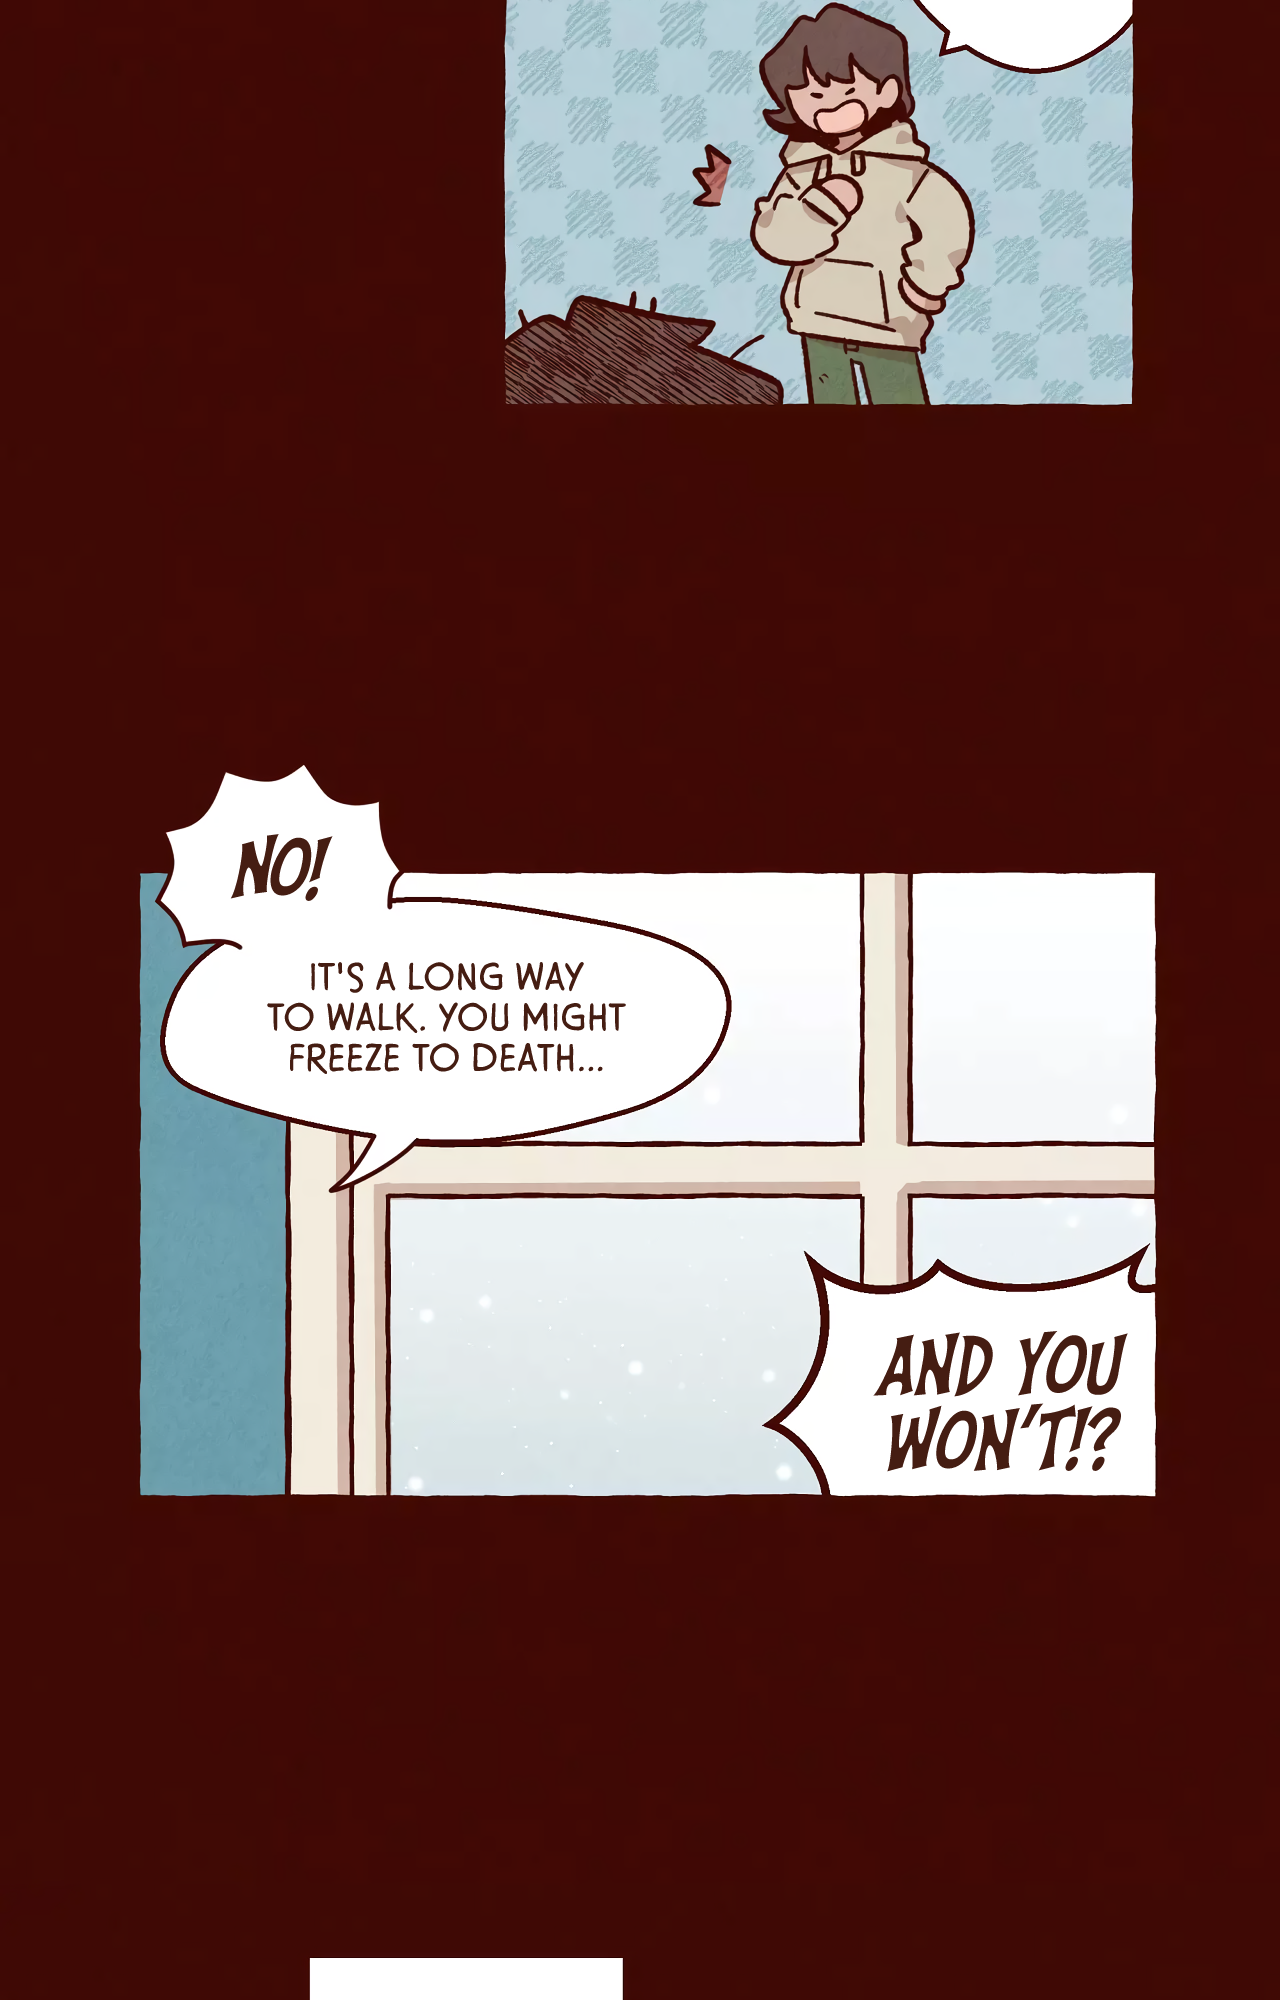 NO!
IT'S A LONG WAY
TO WALK. YOU MIGHT
FREEZE TO DEATH...
AND YOU
WON'T!?